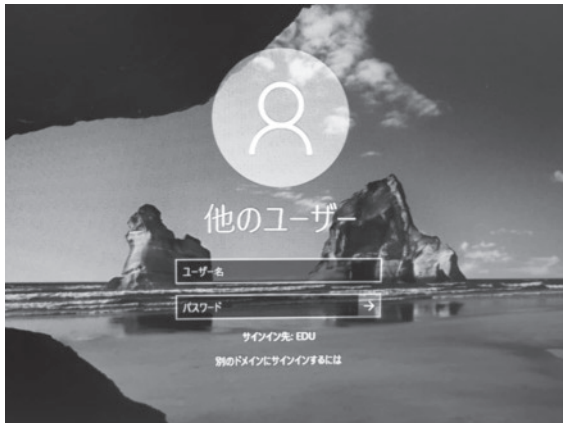 他のユーザー
ユーザー名
パスワード
サインイン先: EDU
別のドメインにサインインするには